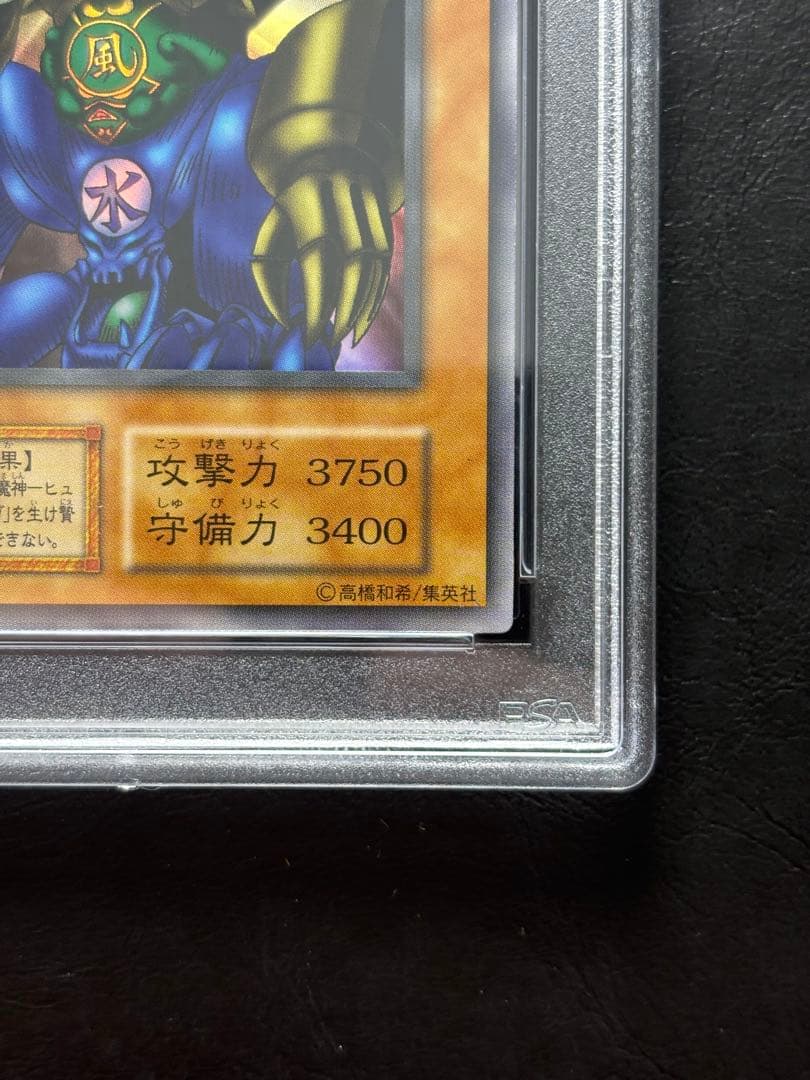 風
水
果】
魔神―ヒュ
ガ」を生け贄
できない。
こうげきりょく
攻撃力 3750
しゅびりょく
守備力 3400
©高橋和希/集英社
PSA